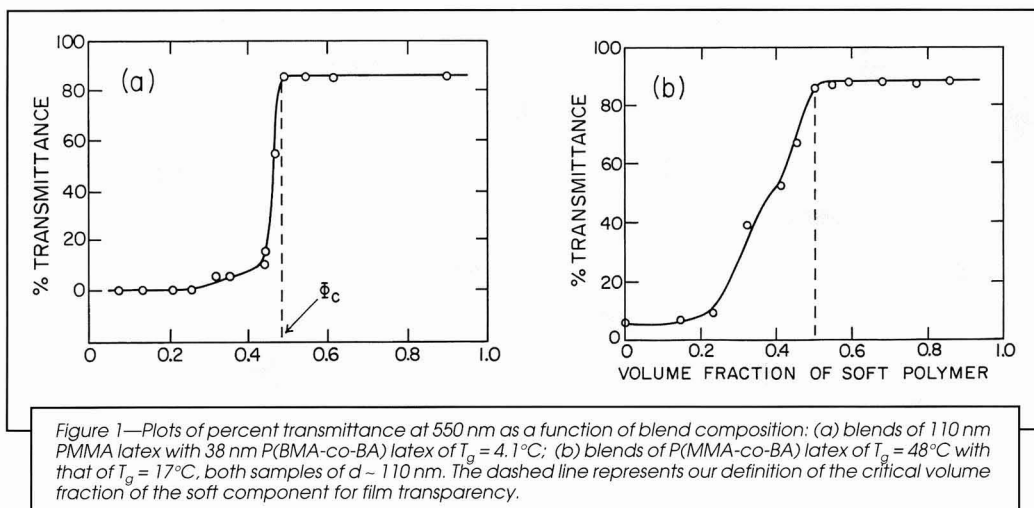 100
80
60
40
20
0
% TRANSMITTANCE
(a)
Φc
0 0.2 0.4 0.6 0.8 1.0
100
80
60
40
20
0
% TRANSMITTANCE
(b)
0 0.2 0.4 0.6 0.8 1.0
VOLUME FRACTION OF SOFT POLYMER
Figure 1—Plots of percent transmittance at 550 nm as a function of blend composition: (a) blends of 110 nm
PMMA latex with 38 nm P(BMA-co-BA) latex of Tg = 4.1°C; (b) blends of P(MMA-co-BA) latex of Tg = 48°C with
that of Tg = 17°C, both samples of d ~ 110 nm. The dashed line represents our definition of the critical volume
fraction of the soft component for film transparency.